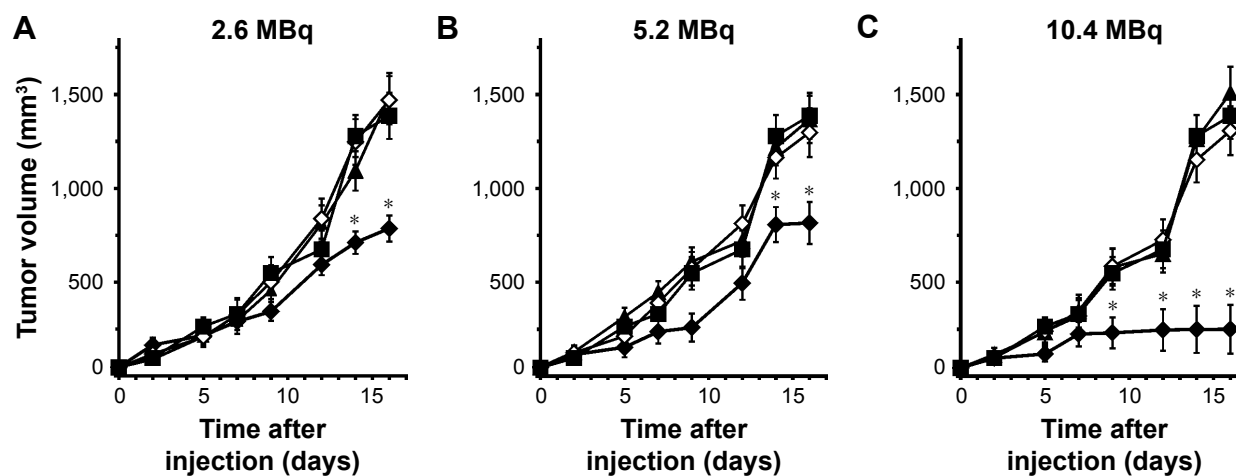 A 2.6 MBq
B 5.2 MBq
C 10.4 MBq
Tumor volume (mm³)
1,500
1,000
500
0
0 5 10 15
Time after
injection (days)
* *
1,500
1,000
500
0
0 5 10 15
Time after
injection (days)
* *
1,500
1,000
500
0
0 5 10 15
Time after
injection (days)
* * * *